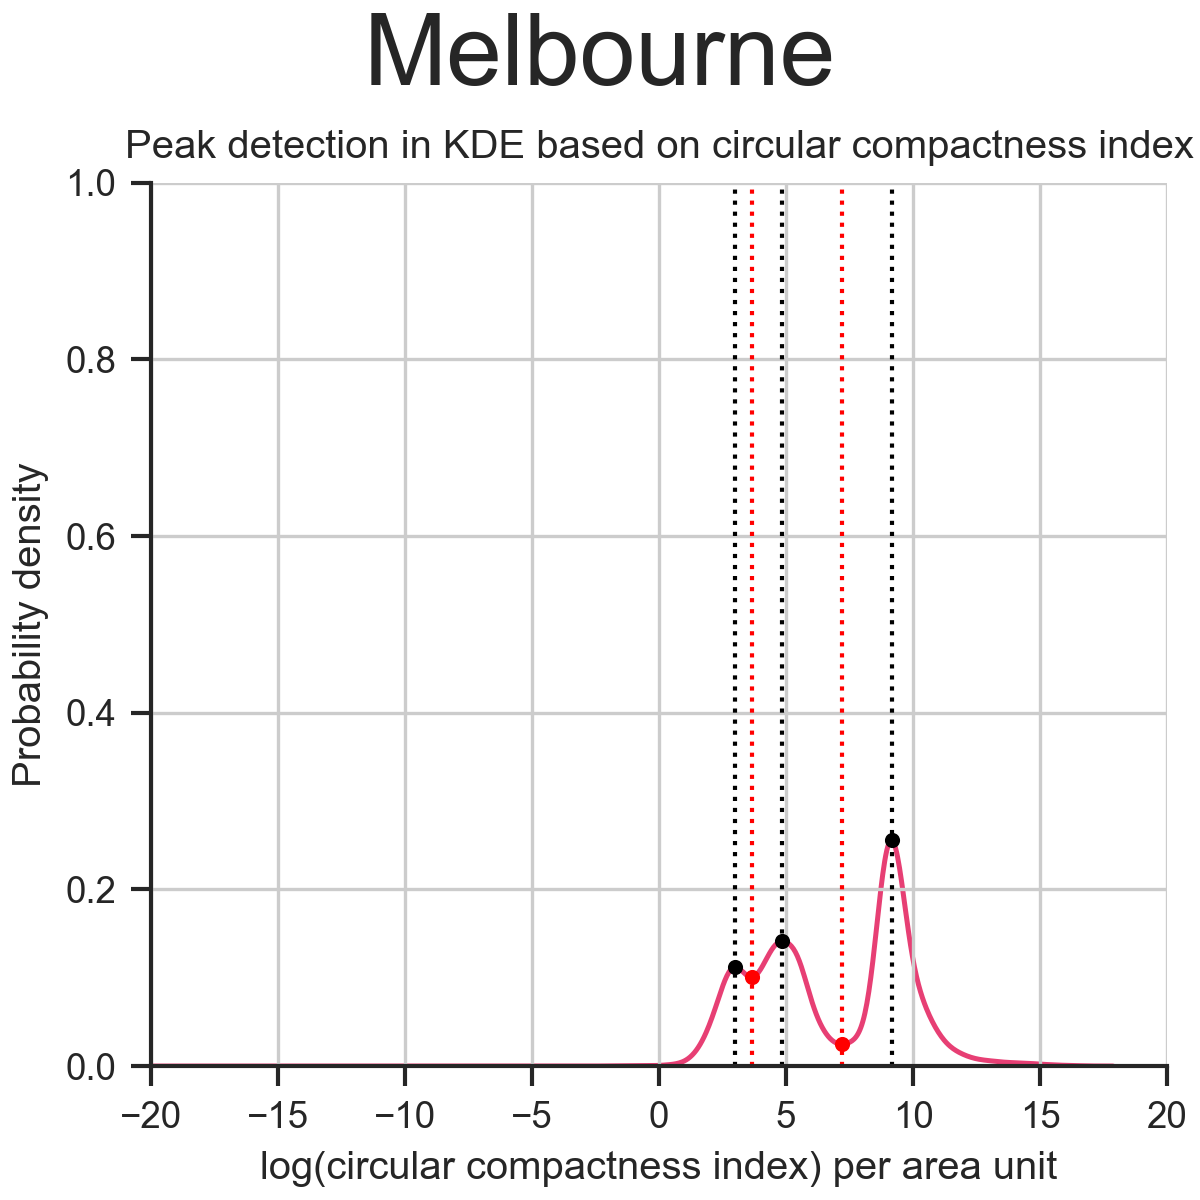 Melbourne
Peak detection in KDE based on circular compactness index
1.0
0.8
0.6
0.4
0.2
0.0
Probability density
−20 −15 −10 −5 0 5 10 15 20
log(circular compactness index) per area unit